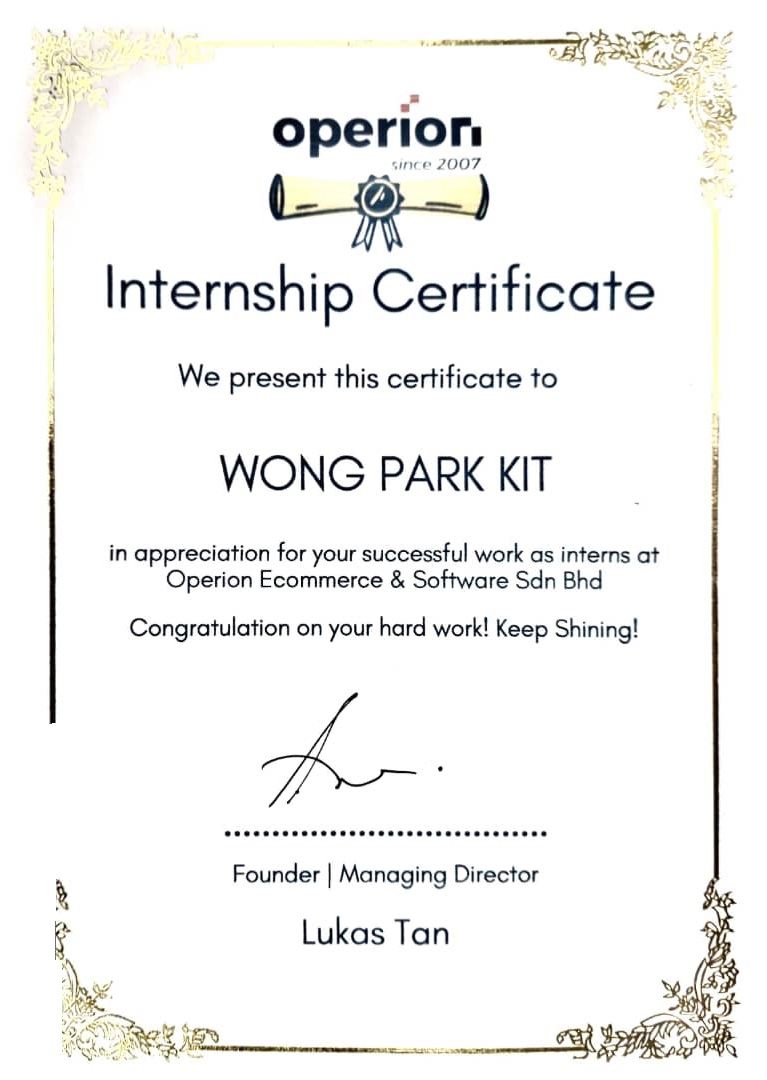 operion
since 2007
Internship Certificate
We present this certificate to
WONG PARK KIT
in appreciation for your successful work as interns at
Operion Ecommerce & Software Sdn Bhd
Congratulation on your hard work! Keep Shining!
Founder | Managing Director
Lukas Tan